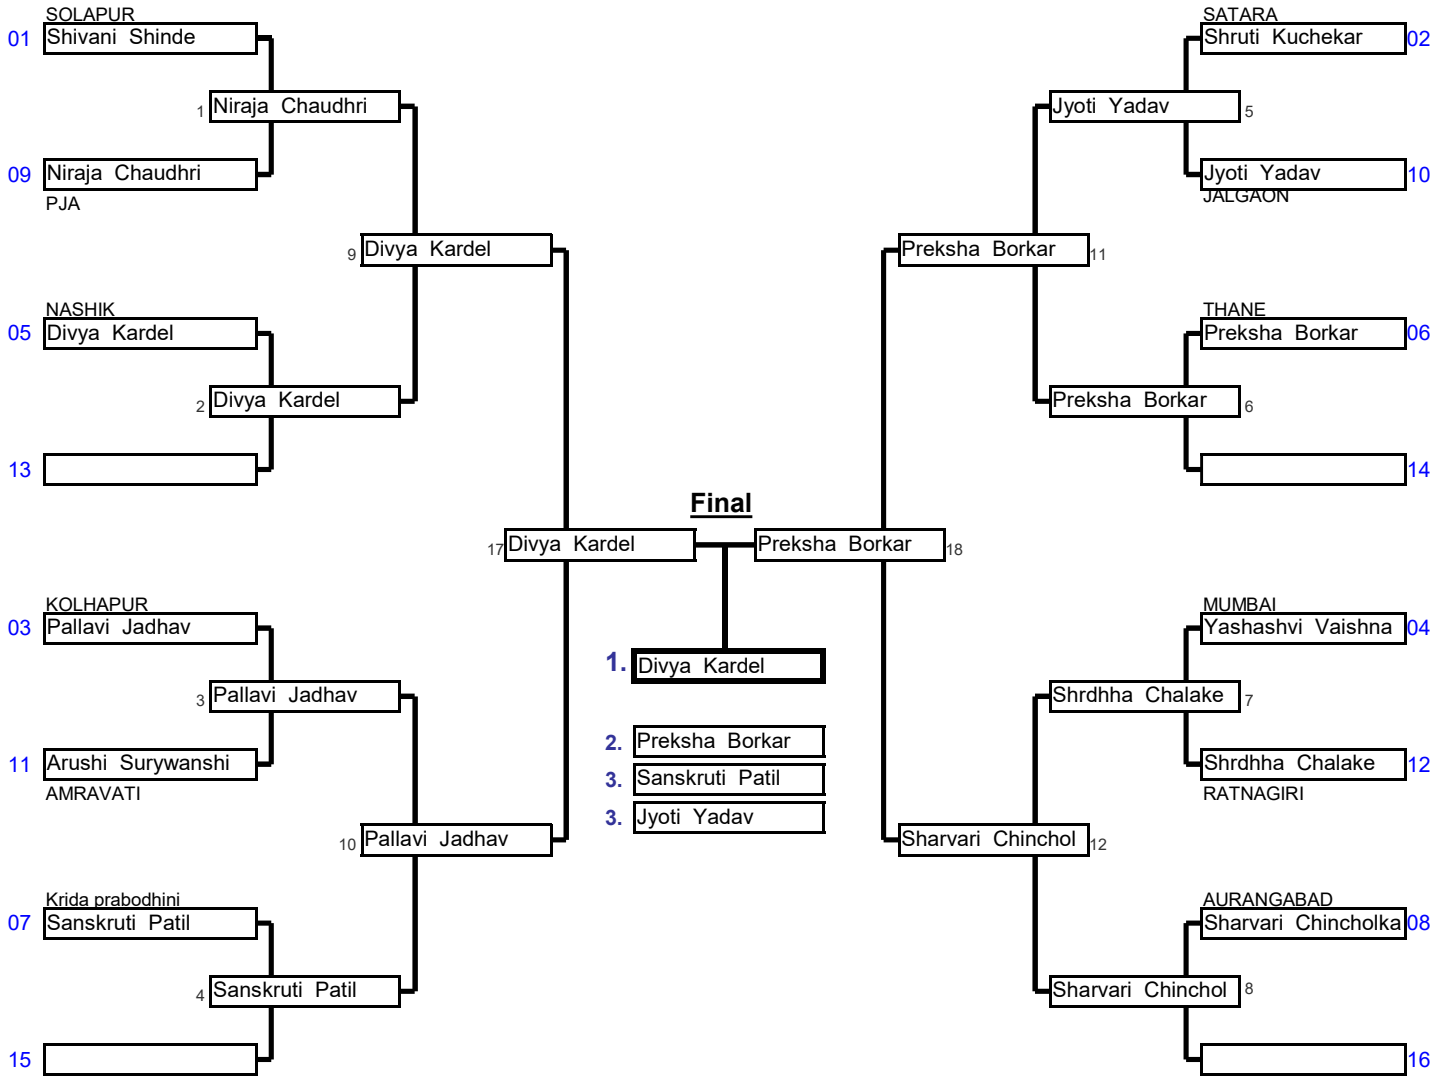 SOLAPUR
01 Shivani Shinde
1 Niraja Chaudhri
09 Niraja Chaudhri
PJA
9 Divya Kardel
NASHIK
05 Divya Kardel
2 Divya Kardel
13
17 Divya Kardel
KOLHAPUR
03 Pallavi Jadhav
3 Pallavi Jadhav
11 Arushi Surywanshi
AMRAVATI
10 Pallavi Jadhav
Krida prabodhini
07 Sanskruti Patil
4 Sanskruti Patil
15
Final
1. Divya Kardel
2. Preksha Borkar
3. Sanskruti Patil
3. Jyoti Yadav
SATARA
Shruti Kuchekar 02
Jyoti Yadav 5
Jyoti Yadav 10
JALGAON
Preksha Borkar 11
THANE
Preksha Borkar 06
Preksha Borkar 6
14
Preksha Borkar 18
MUMBAI
Yashashvi Vaishna 04
Shrdhha Chalake 7
Shrdhha Chalake 12
RATNAGIRI
Sharvari Chinchol 12
AURANGABAD
Sharvari Chincholka 08
Sharvari Chinchol 8
16